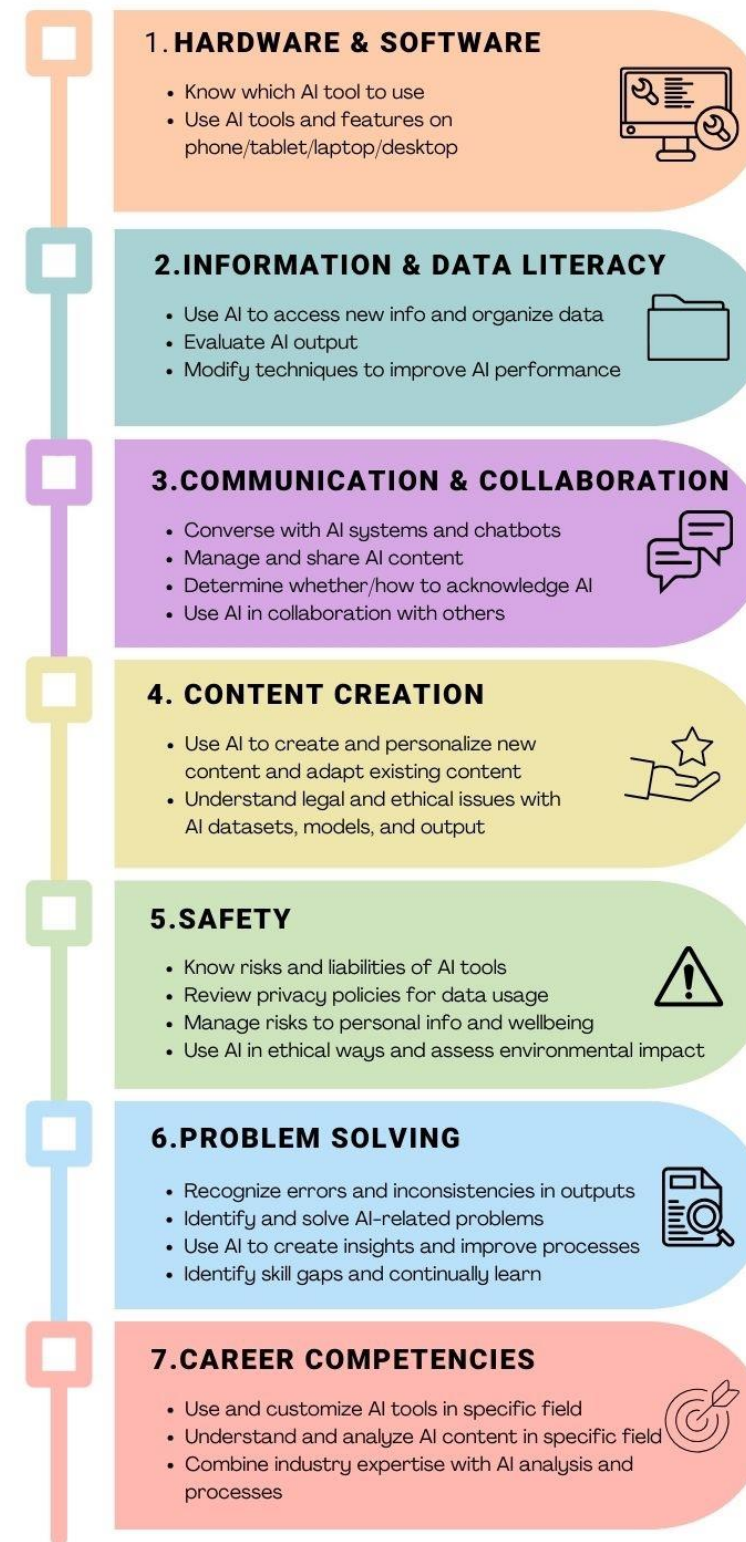 1. HARDWARE & SOFTWARE
• Know which AI tool to use
• Use AI tools and features on
phone/tablet/laptop/desktop
2.INFORMATION & DATA LITERACY
• Use AI to access new info and organize data
• Evaluate AI output
• Modify techniques to improve AI performance
3.COMMUNICATION & COLLABORATION
• Converse with AI systems and chatbots
• Manage and share AI content
• Determine whether/how to acknowledge AI
• Use AI in collaboration with others
4. CONTENT CREATION
• Use AI to create and personalize new
content and adapt existing content
• Understand legal and ethical issues with
AI datasets, models, and output
5.SAFETY
• Know risks and liabilities of AI tools
• Review privacy policies for data usage
• Manage risks to personal info and wellbeing
• Use AI in ethical ways and assess environmental impact
6.PROBLEM SOLVING
• Recognize errors and inconsistencies in outputs
• Identify and solve AI-related problems
• Use AI to create insights and improve processes
• Identify skill gaps and continually learn
7.CAREER COMPETENCIES
• Use and customize AI tools in specific field
• Understand and analyze AI content in specific field
• Combine industry expertise with AI analysis and
processes